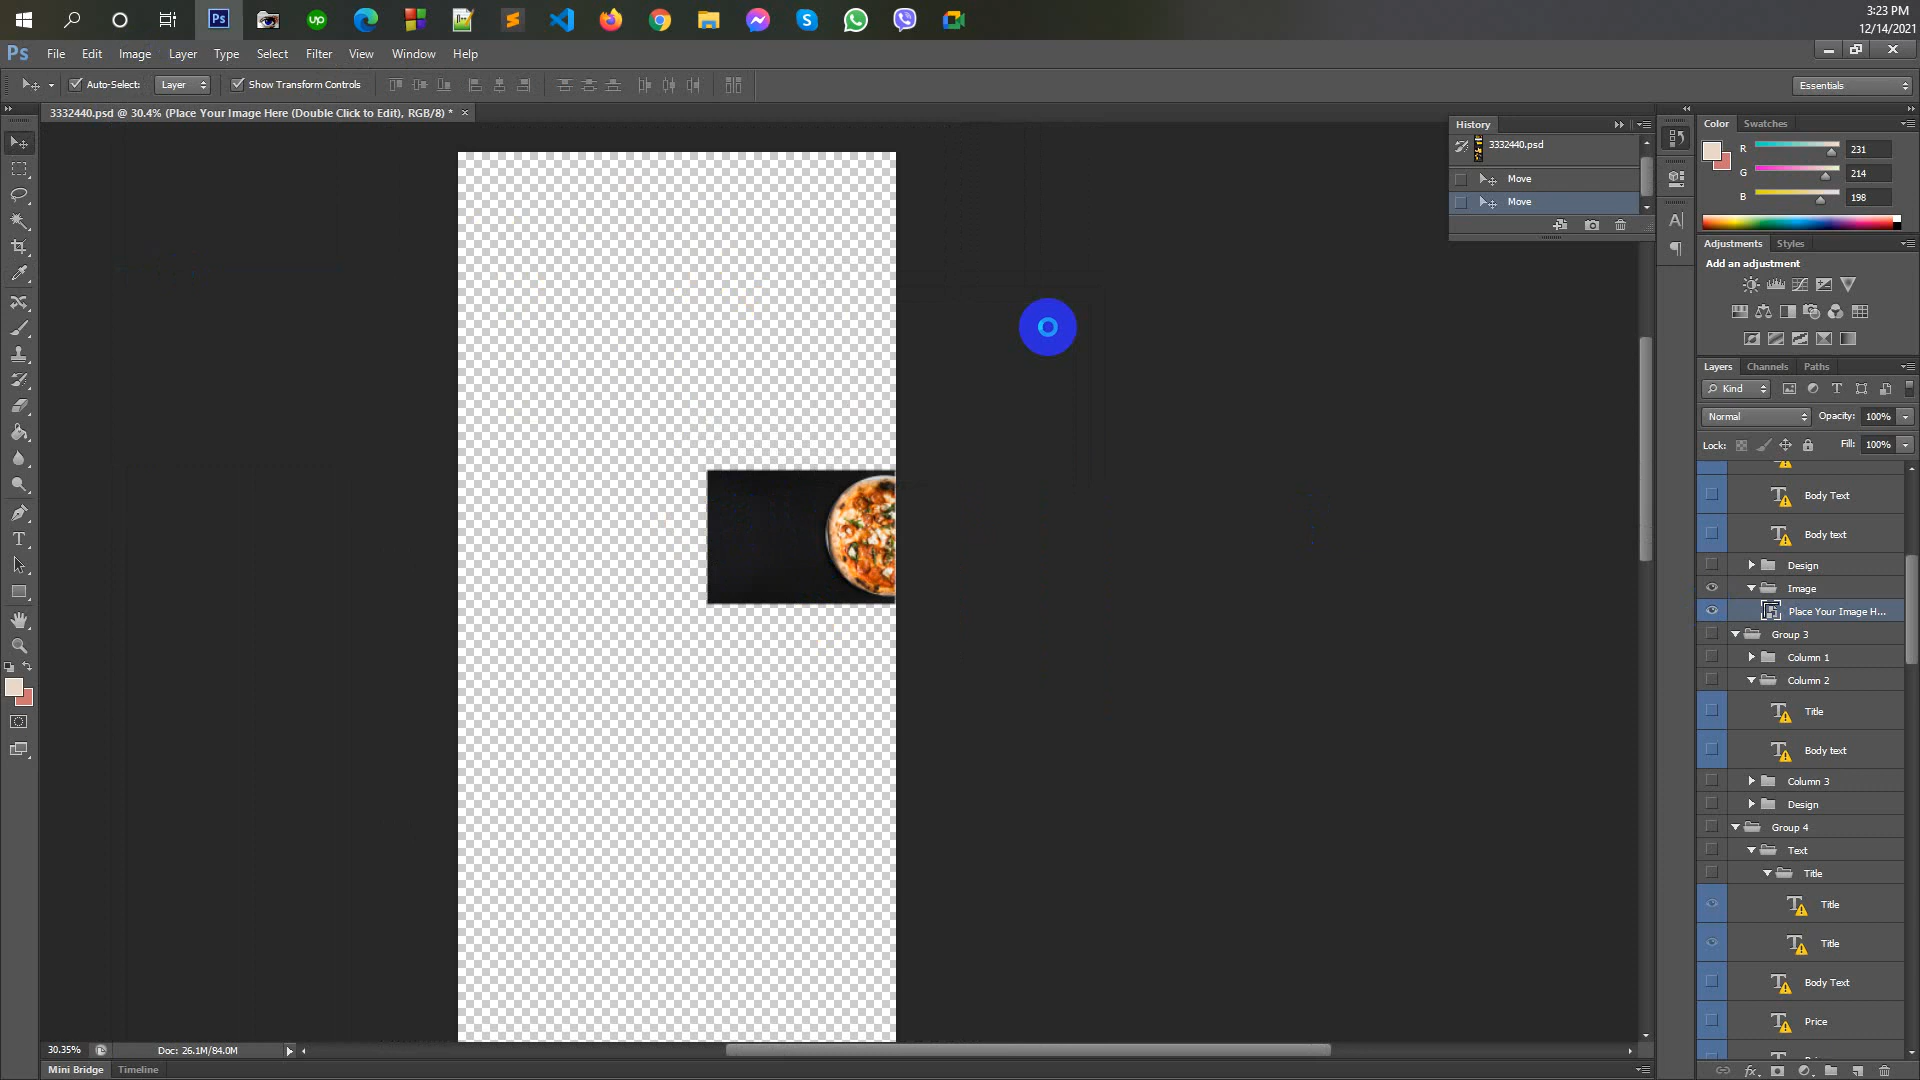 3:23 PM
12/14/2021
Ps
up
Ps File Edit Image Layer Type Select Filter View Window Help
Auto-Select: Layer Show Transform Controls Essentials
3332440.psd @ 30.4% (Place Your Image Here (Double Click to Edit), RGB/8) * ×
History
3332440.psd
Move
Move
Color Swatches
R 231
G 214
B 198
Adjustments Styles
Add an adjustment
Layers Channels Paths
Kind
Normal Opacity: 100%
Lock: Fill: 100%
Body Text
Body text
Design
Image
Place Your Image H...
Group 3
Column 1
Column 2
Title
Body text
Column 3
Design
Group 4
Text
Title
Title
Title
Body Text
Price
30.35% Doc: 26.1M/84.0M
Mini Bridge Timeline